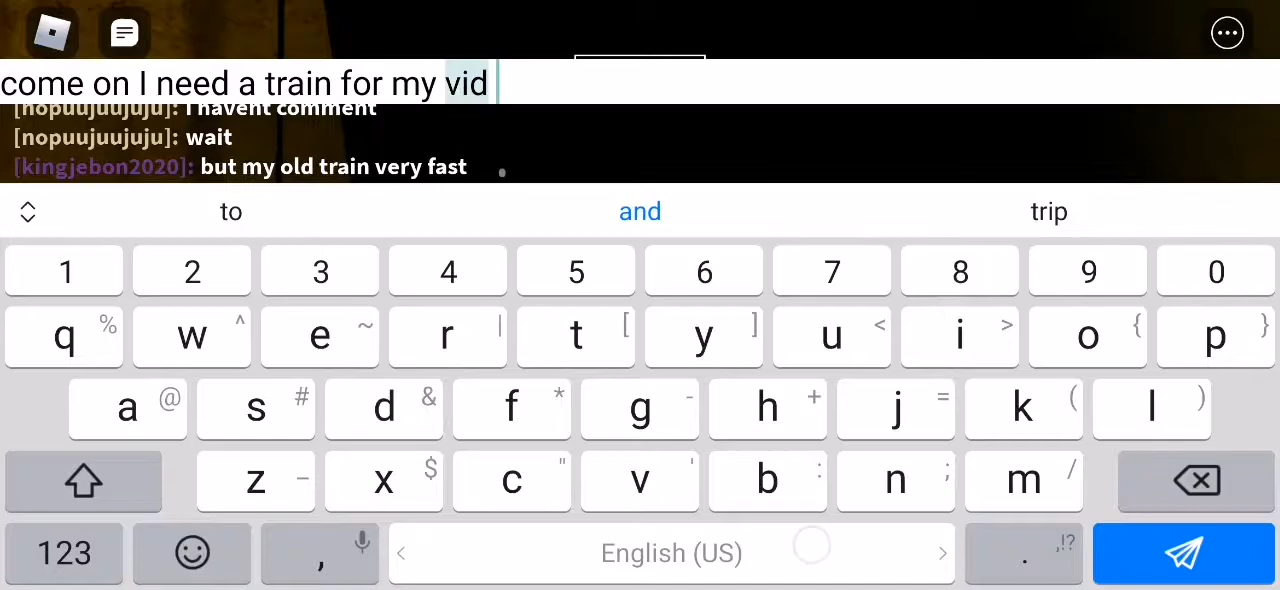 come on I need a train for my vid
[nopuujuujuju]: I havent comment
[nopuujuujuju]: wait
[kingjebon2020]: but my old train very fast
to and trip
1 2 3 4 5 6 7 8 9 0
q % w ^ e ~ r | t [ y ] u < i > o { p }
a @ s # d & f * g - h + j = k ( l )
z _ x $ c " v ' b : n ; m /
123 , < English (US) > . ,!?